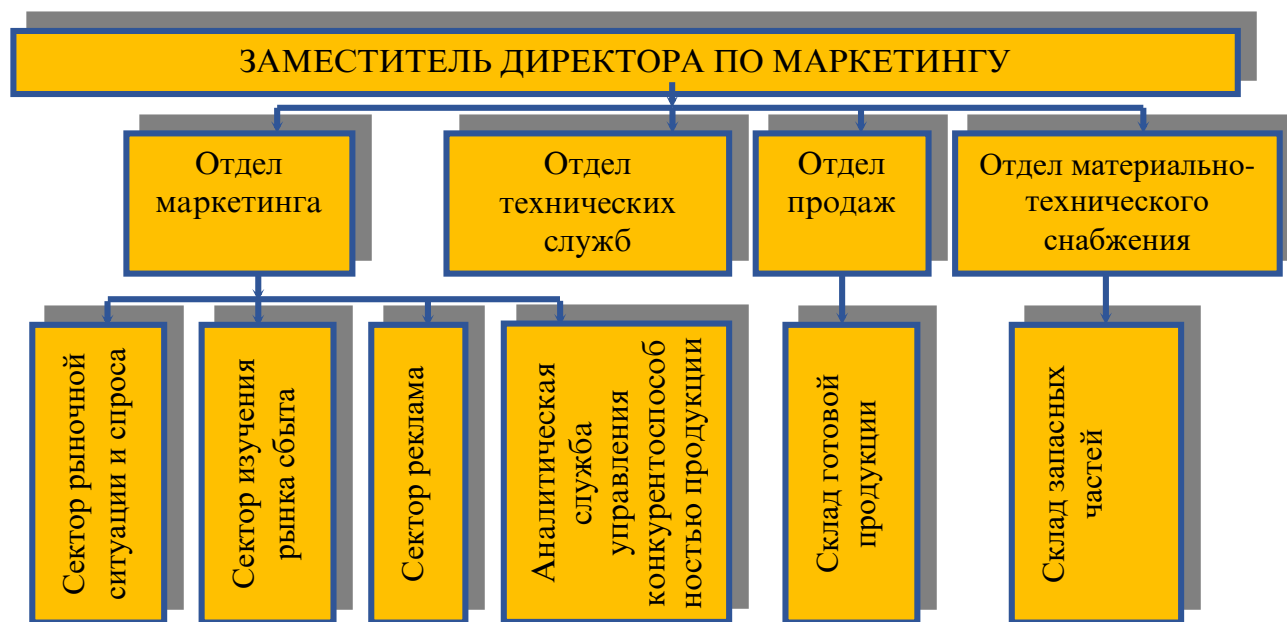 ЗАМЕСТИТЕЛЬ ДИРЕКТОРА ПО МАРКЕТИНГУ
Отдел
маркетинга
Отдел
технических
служб
Отдел
продаж
Отдел материально-
технического
снабжения
Сектор рыночной
ситуации и спроса
Сектор изучения
рынка сбыта
Сектор реклама
Аналитическая
служба
управления
конкурентоспособ
ностью продукции
Склад готовой
продукции
Склад запасных
частей